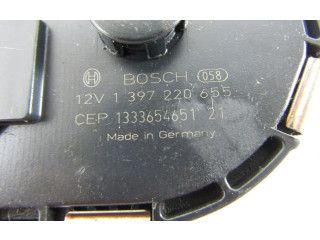 BOSCH 058
12V 1 397 220 655
CEP 1333654651 21
Made in Germany